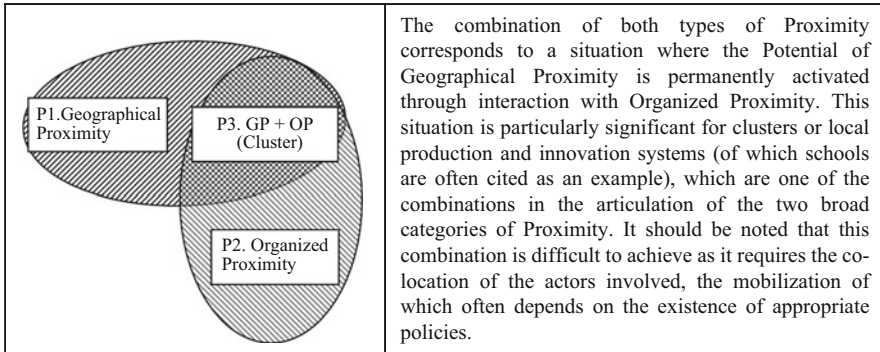 P1.Geographical
Proximity
P3. GP + OP
(Cluster)
P2. Organized
Proximity
The combination of both types of Proximity
corresponds to a situation where the Potential of
Geographical Proximity is permanently activated
through interaction with Organized Proximity. This
situation is particularly significant for clusters or local
production and innovation systems (of which schools
are often cited as an example), which are one of the
combinations in the articulation of the two broad
categories of Proximity. It should be noted that this
combination is difficult to achieve as it requires the co-
location of the actors involved, the mobilization of
which often depends on the existence of appropriate
policies.